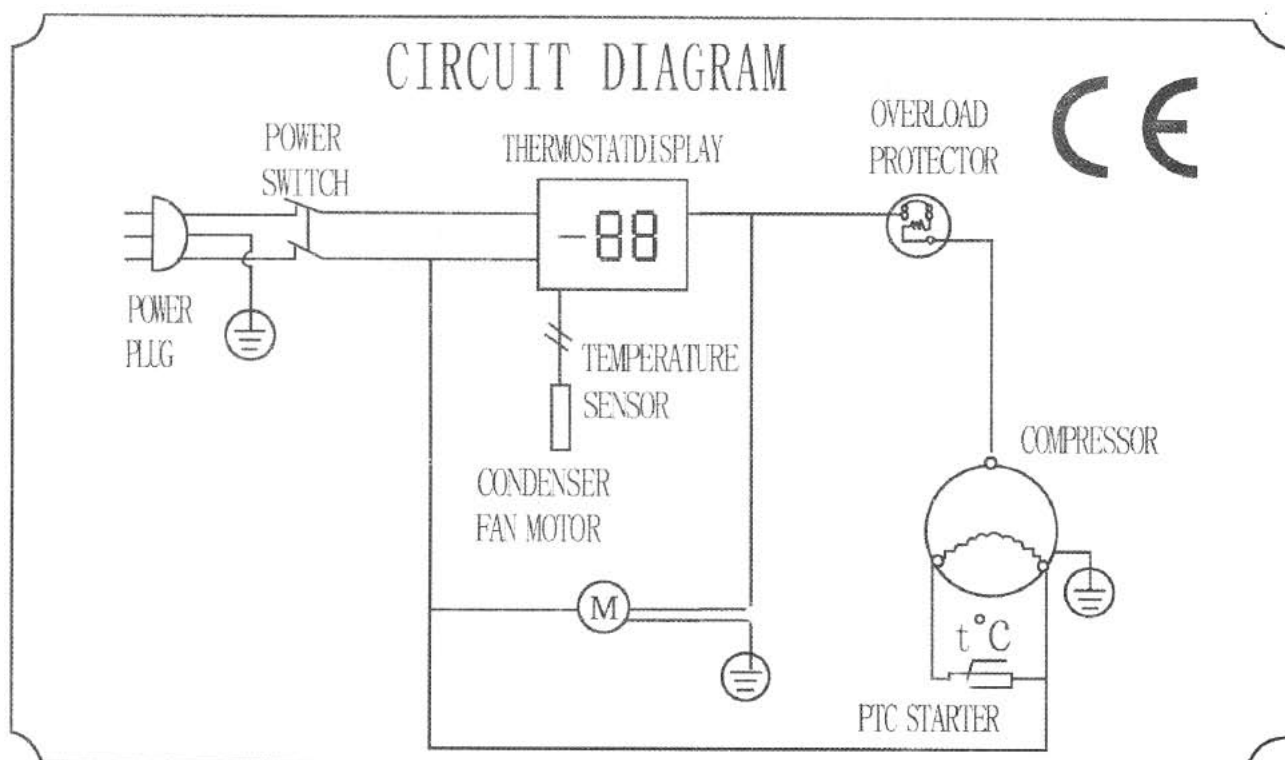 CIRCUIT DIAGRAM
CE
OVERLOAD
PROTECTOR
POWER
SWITCH
THERMOSTATDISPLAY
-88
POWER
PLUG
TEMPERATURE
SENSOR
COMPRESSOR
CONDENSER
FAN MOTOR
M
t°C
PTC STARTER